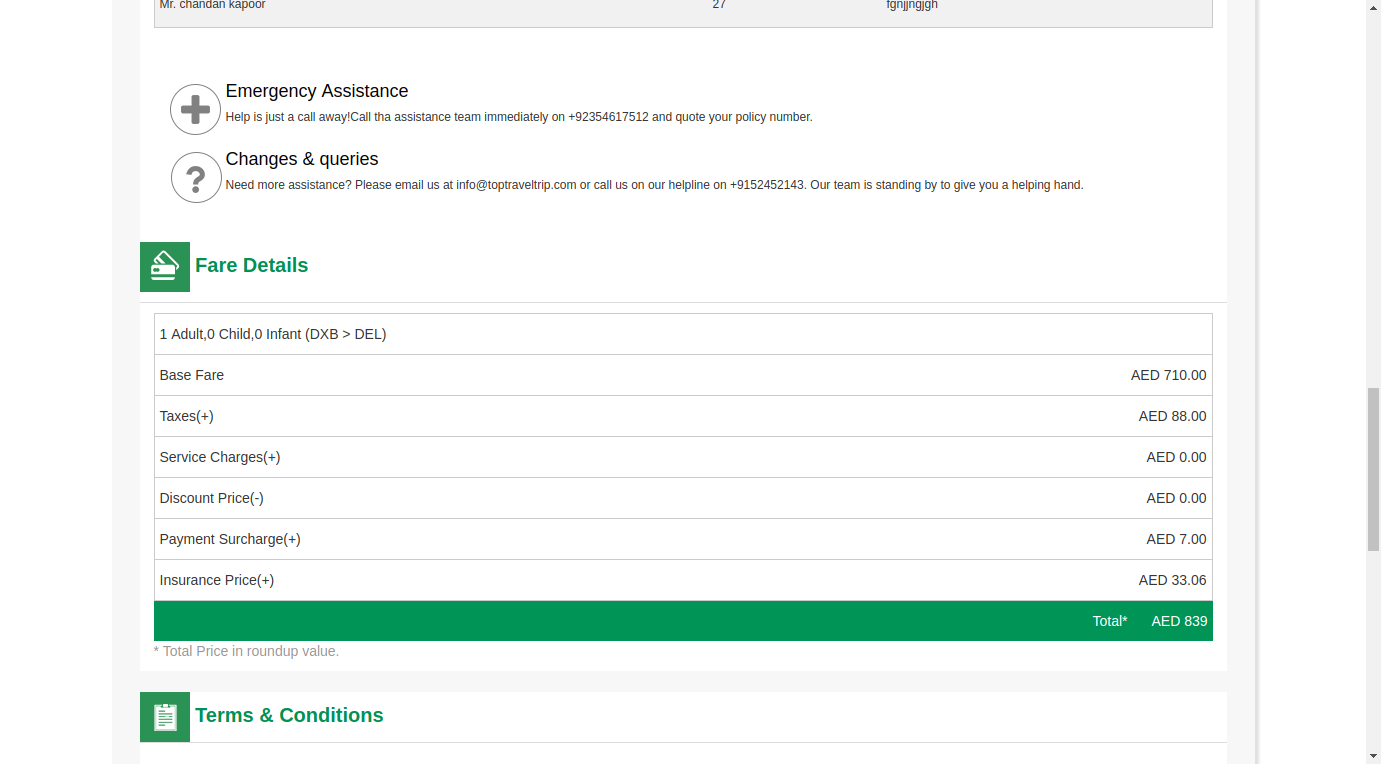 Mr. chandan kapoor 27 fgnjjngjgh
Emergency Assistance
Help is just a call away!Call tha assistance team immediately on +92354617512 and quote your policy number.
Changes & queries
Need more assistance? Please email us at info@toptraveltrip.com or call us on our helpline on +9152452143. Our team is standing by to give you a helping hand.
Fare Details
1 Adult,0 Child,0 Infant (DXB > DEL)
Base Fare AED 710.00
Taxes(+) AED 88.00
Service Charges(+) AED 0.00
Discount Price(-) AED 0.00
Payment Surcharge(+) AED 7.00
Insurance Price(+) AED 33.06
Total* AED 839
* Total Price in roundup value.
Terms & Conditions